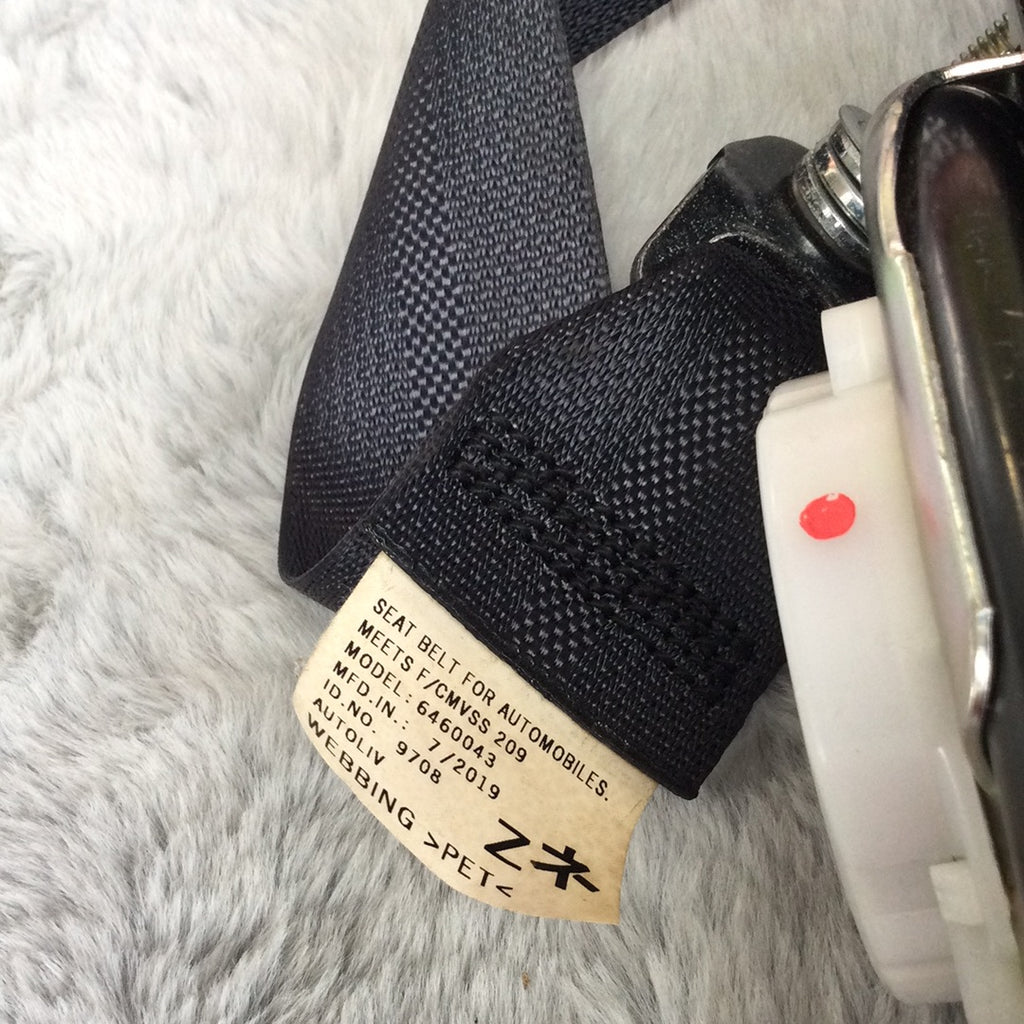 SEAT BELT FOR AUTOMOBILES.
MEETS F/CMVSS 209
MODEL: 6460043
MFD.IN.: 7/2019
ID.NO. 9708
AUTOLIV
WEBBING >PET<
Zネ